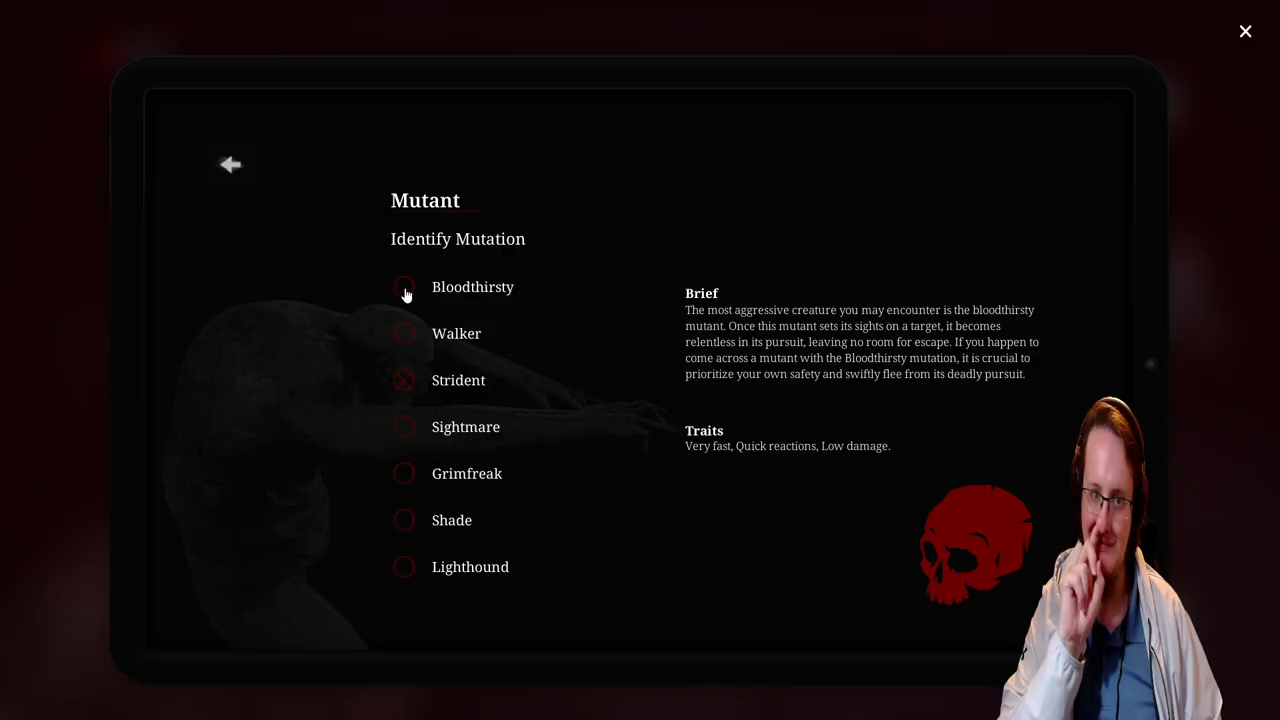 Mutant
Identify Mutation
Bloodthirsty
Walker
Strident
Sightmare
Grimfreak
Shade
Lighthound
Brief
The most aggressive creature you may encounter is the bloodthirsty
mutant. Once this mutant sets its sights on a target, it becomes
relentless in its pursuit, leaving no room for escape. If you happen to
come across a mutant with the Bloodthirsty mutation, it is crucial to
prioritize your own safety and swiftly flee from its deadly pursuit.
Traits
Very fast, Quick reactions, Low damage.